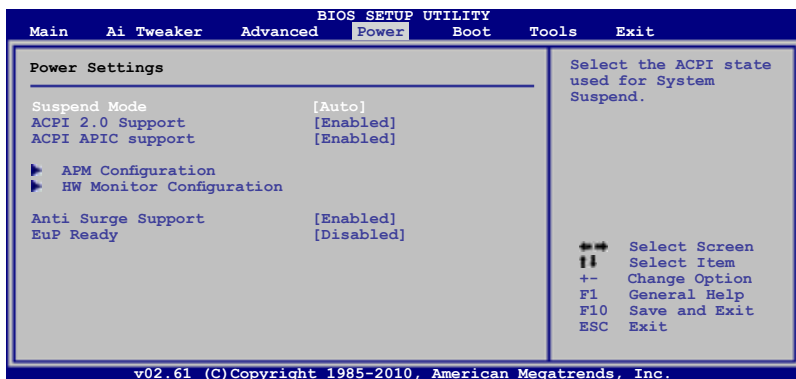 BIOS SETUP UTILITY
Main Ai Tweaker Advanced Power Boot Tools Exit
Power Settings
Suspend Mode [Auto]
ACPI 2.0 Support [Enabled]
ACPI APIC support [Enabled]
APM Configuration
HW Monitor Configuration
Anti Surge Support [Enabled]
EuP Ready [Disabled]
Select the ACPI state
used for System
Suspend.
Select Screen
Select Item
+- Change Option
F1 General Help
F10 Save and Exit
ESC Exit
v02.61 (C)Copyright 1985-2010, American Megatrends, Inc.